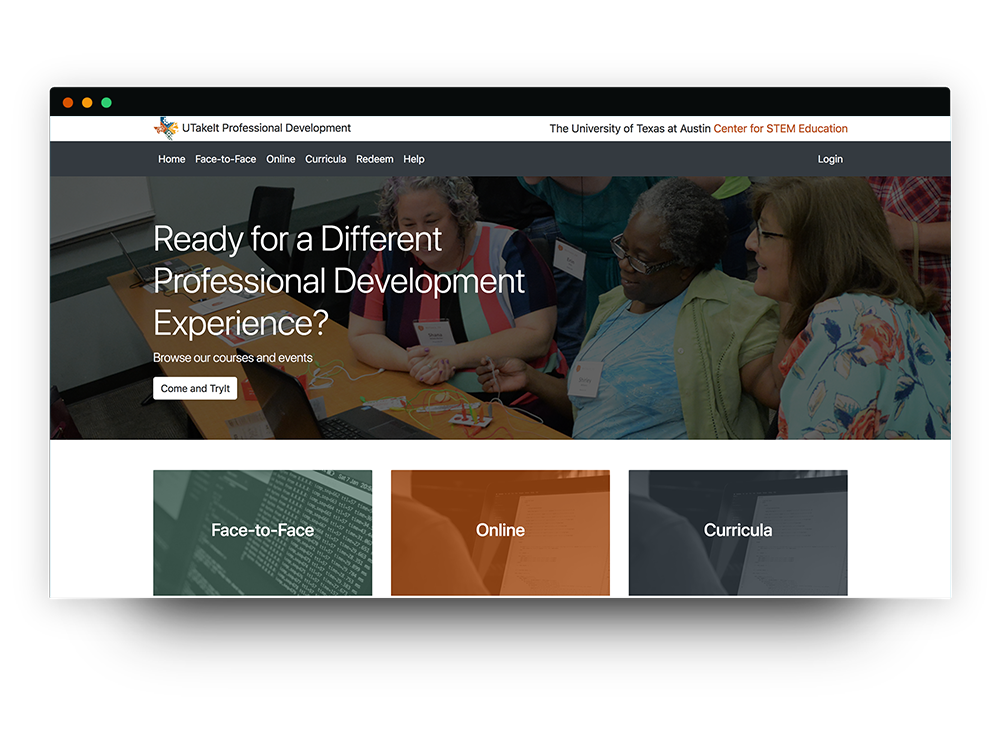 UTakeIt Professional Development
The University of Texas at Austin Center for STEM Education
Home Face-to-Face Online Curricula Redeem Help Login
Ready for a Different
Professional Development
Experience?
Browse our courses and events
Come and TryIt
Face-to-Face Online Curricula